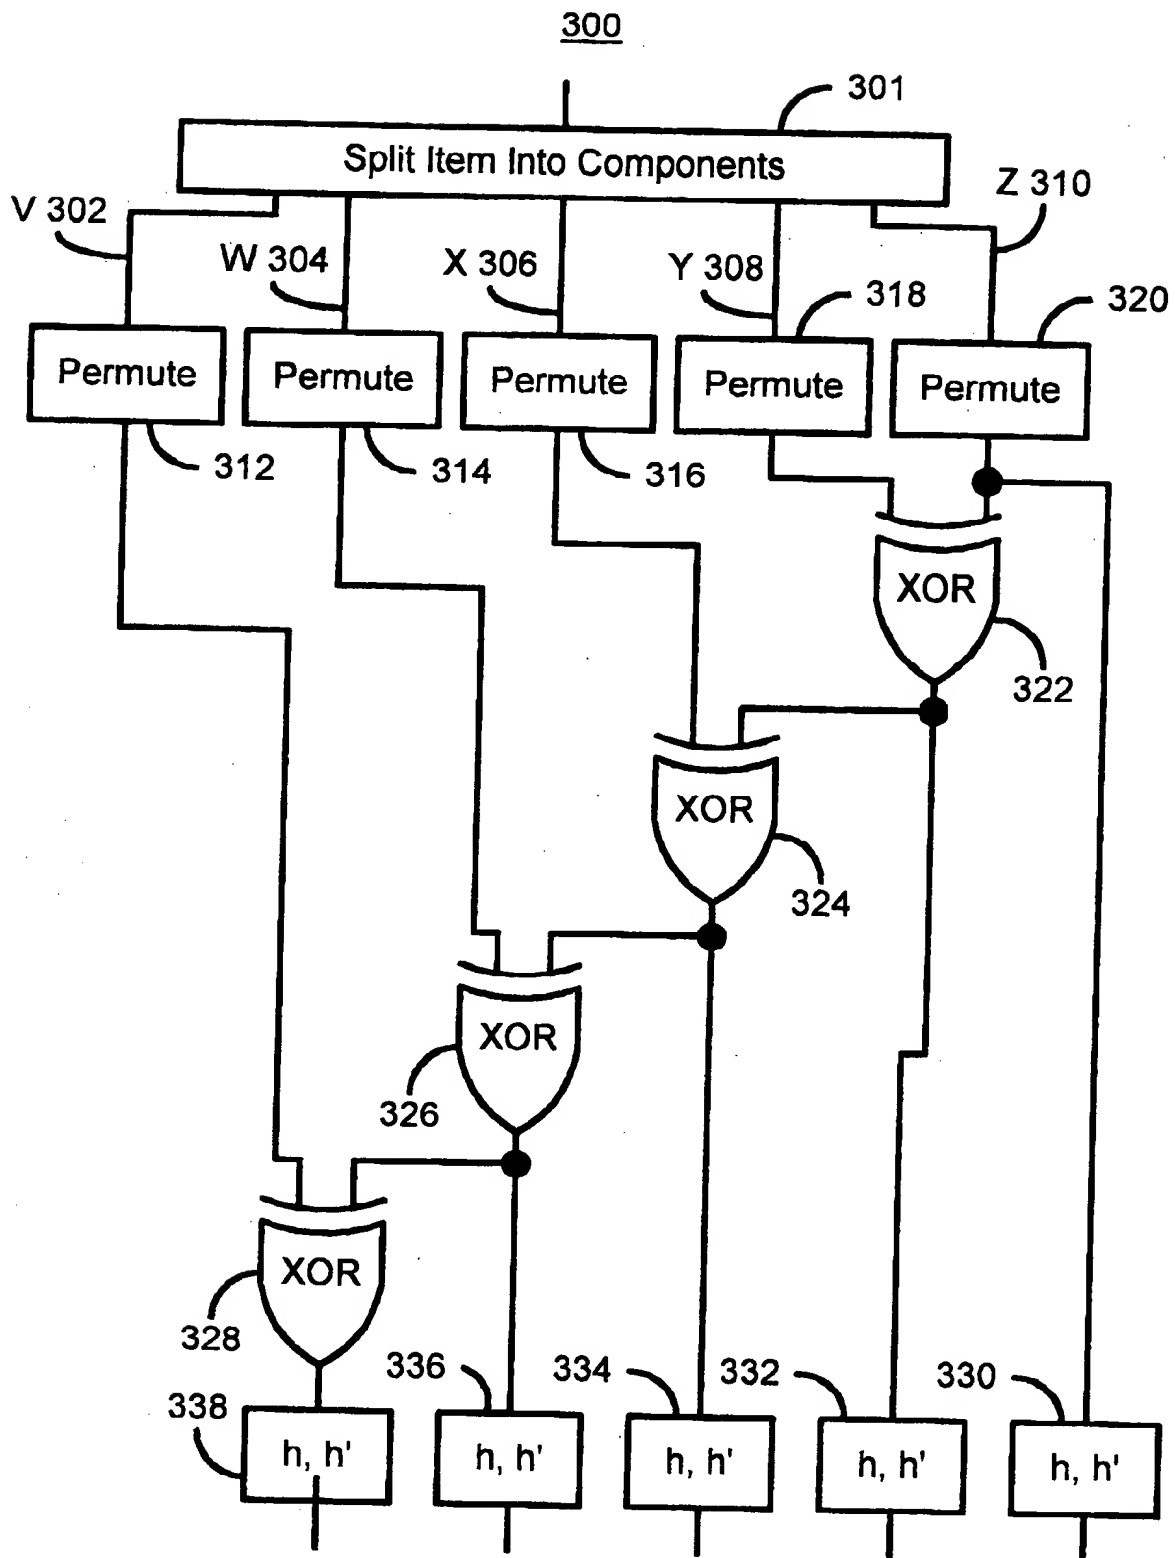 300
301
Split Item Into Components
V 302
W 304
X 306
Y 308
Z 310
318
320
Permute
Permute
Permute
Permute
Permute
312
314
316
XOR
322
XOR
324
XOR
326
XOR
328
338
336
334
332
330
h, h'
h, h'
h, h'
h, h'
h, h'